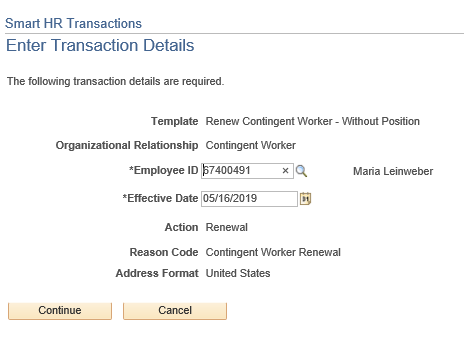 Smart HR Transactions
Enter Transaction Details
The following transaction details are required.
Template Renew Contingent Worker - Without Position
Organizational Relationship Contingent Worker
*Employee ID 67400491 × Maria Leinweber
*Effective Date 05/16/2019
Action Renewal
Reason Code Contingent Worker Renewal
Address Format United States
Continue Cancel